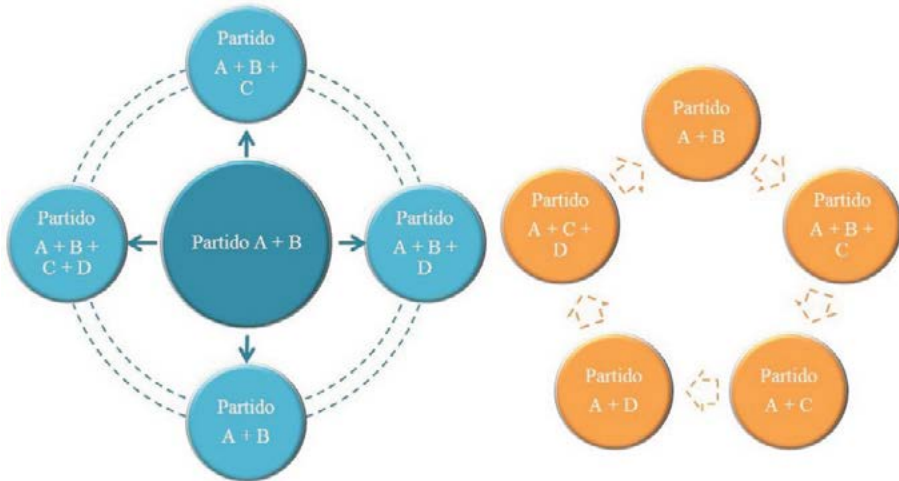 Partido
A + B +
C
Partido
A + B +
C + D
Partido A + B
Partido
A + B +
D
Partido
A + B
Partido
A + B
Partido
A + C +
D
Partido
A + B +
C
Partido
A + D
Partido
A + C